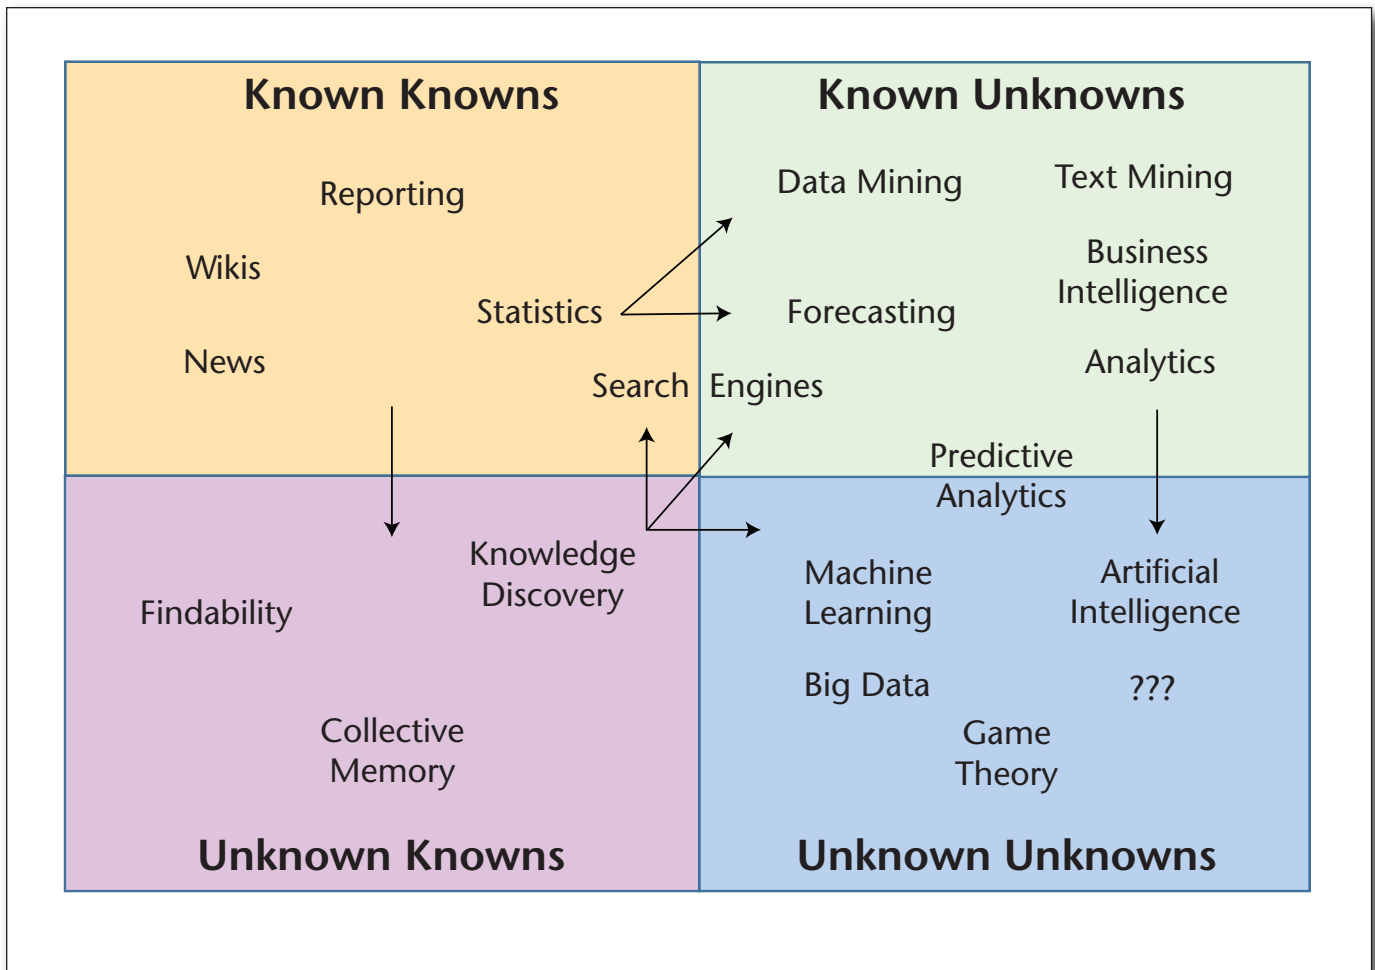 Known Knowns
Reporting
Wikis
Statistics
News
Search Engines
Known Unknowns
Data Mining
Text Mining
Business
Intelligence
Forecasting
Analytics
Predictive
Analytics
Knowledge
Discovery
Findability
Collective
Memory
Unknown Knowns
Machine
Learning
Artificial
Intelligence
Big Data
???
Game
Theory
Unknown Unknowns